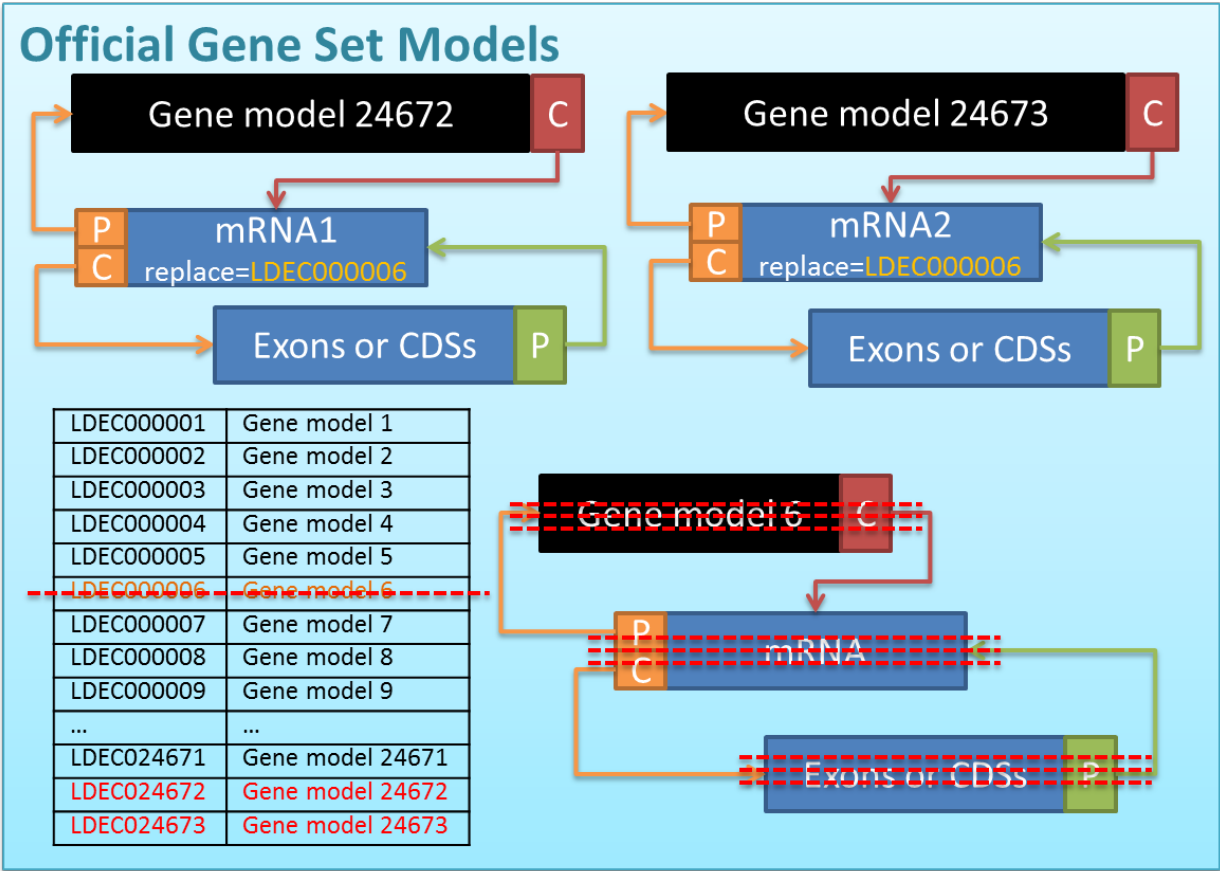 Official Gene Set Models
Gene model 24672 C
Gene model 24673 C
P mRNA1
C replace=LDEC000006
P mRNA2
C replace=LDEC000006
Exons or CDSs P
Exons or CDSs P
LDEC000001 Gene model 1
LDEC000002 Gene model 2
LDEC000003 Gene model 3
LDEC000004 Gene model 4
LDEC000005 Gene model 5
LDEC000006 Gene model 6
LDEC000007 Gene model 7
LDEC000008 Gene model 8
LDEC000009 Gene model 9
... ...
LDEC024671 Gene model 24671
LDEC024672 Gene model 24672
LDEC024673 Gene model 24673
Gene model 6 C
P
mRNA
C
Exons or CDSs P